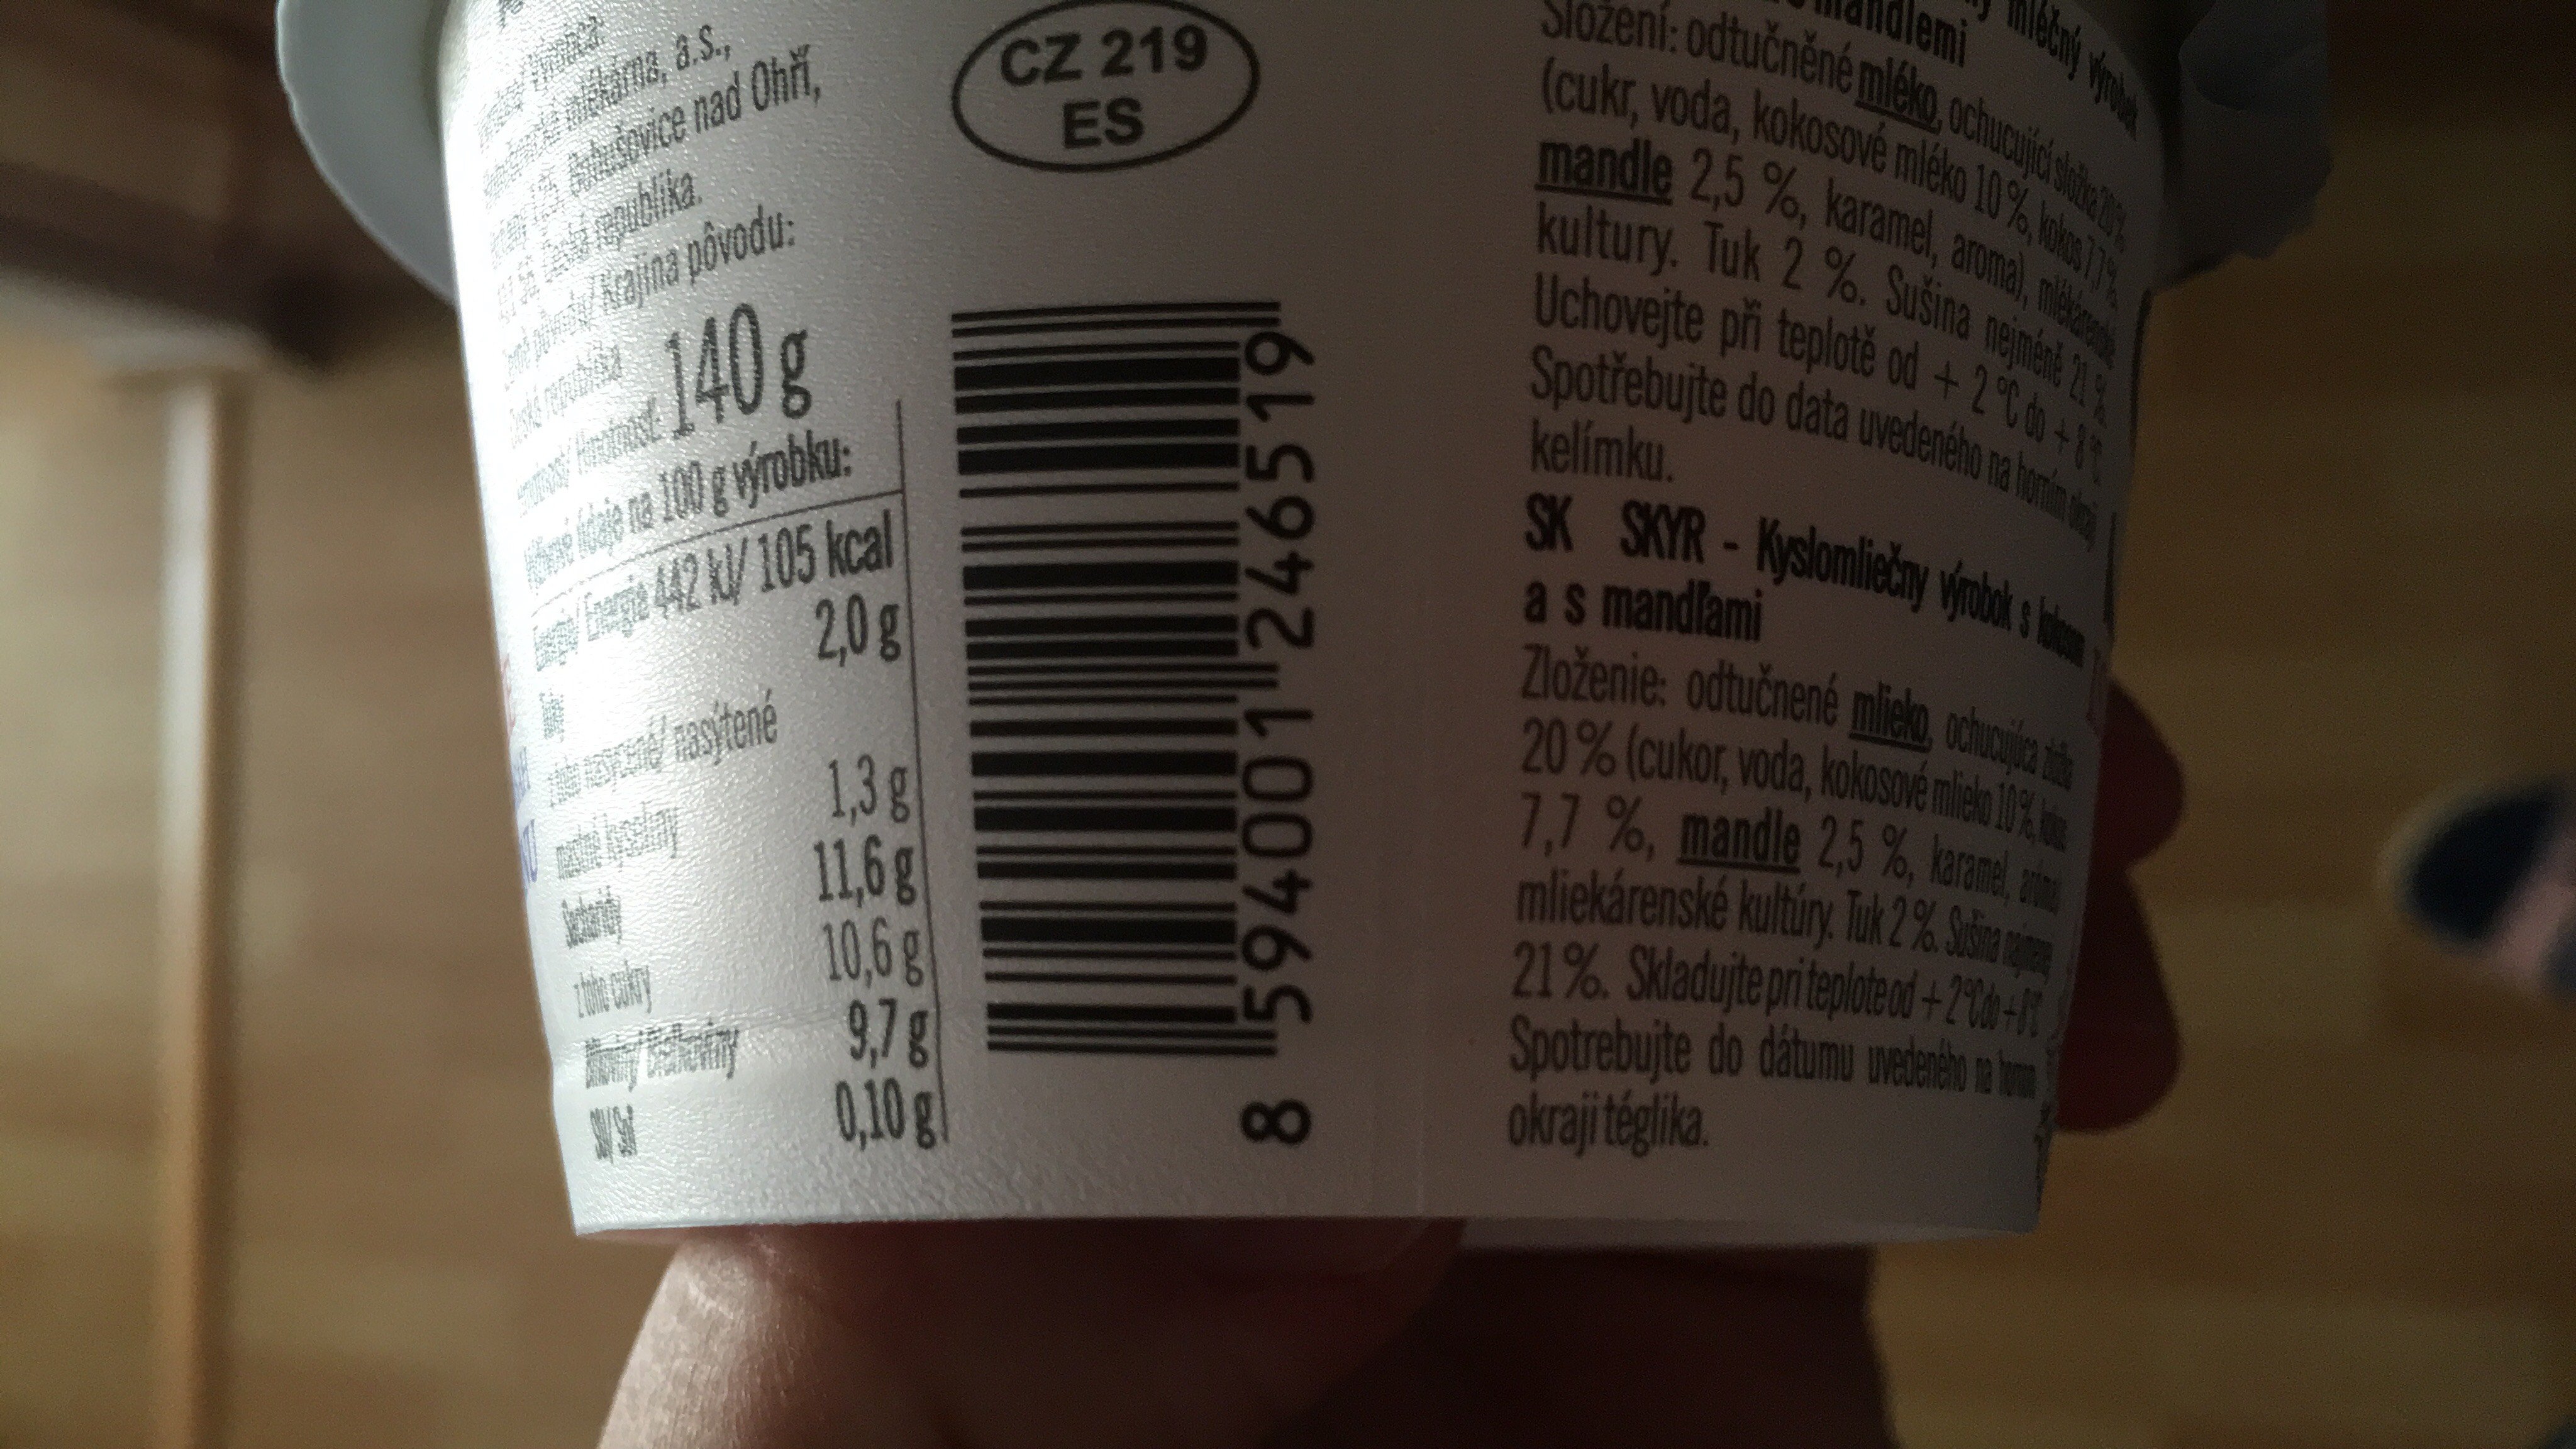 mlékárna, a.s.,
Bohušovice nad Ohří,
Česká republika.
Krajina pôvodu:
Česká republika
Hmotnosť: 140 g
údaje na 100 g výrobku:
Energia/ Energie 442 kJ/ 105 kcal
2,0 g
z toho nasycené/ nasýtené
mastné kyseliny 1,3 g
Sacharidy 11,6 g
z toho cukry 10,6 g
Bílkoviny/ Bielkoviny 9,7 g
Sůl/ Soľ 0,10 g
CZ 219
ES
8 594001 246519
mléčný výrobek
mandlemi
Složení: odtučněné mléko, ochucující složka 20 %
(cukr, voda, kokosové mléko 10 %, kokos 7,7 %,
mandle 2,5 %, karamel, aroma), mlékárenské
kultury. Tuk 2 %. Sušina nejméně 21 %.
Uchovejte při teplotě od + 2 °C do + 8 °C.
Spotřebujte do data uvedeného na horním okraji
kelímku.
SK SKYR - Kyslomliečny výrobok s kokosom
a s mandľami
Zloženie: odtučnené mlieko, ochucujúca zložka
20 % (cukor, voda, kokosové mlieko 10 %, kokos
7,7 %, mandle 2,5 %, karamel, aróma)
mliekárenské kultúry. Tuk 2 %. Sušina najmenej
21 %. Skladujte pri teplote od + 2 °C do + 8 °C
Spotrebujte do dátumu uvedeného na hornom
okraji téglika.